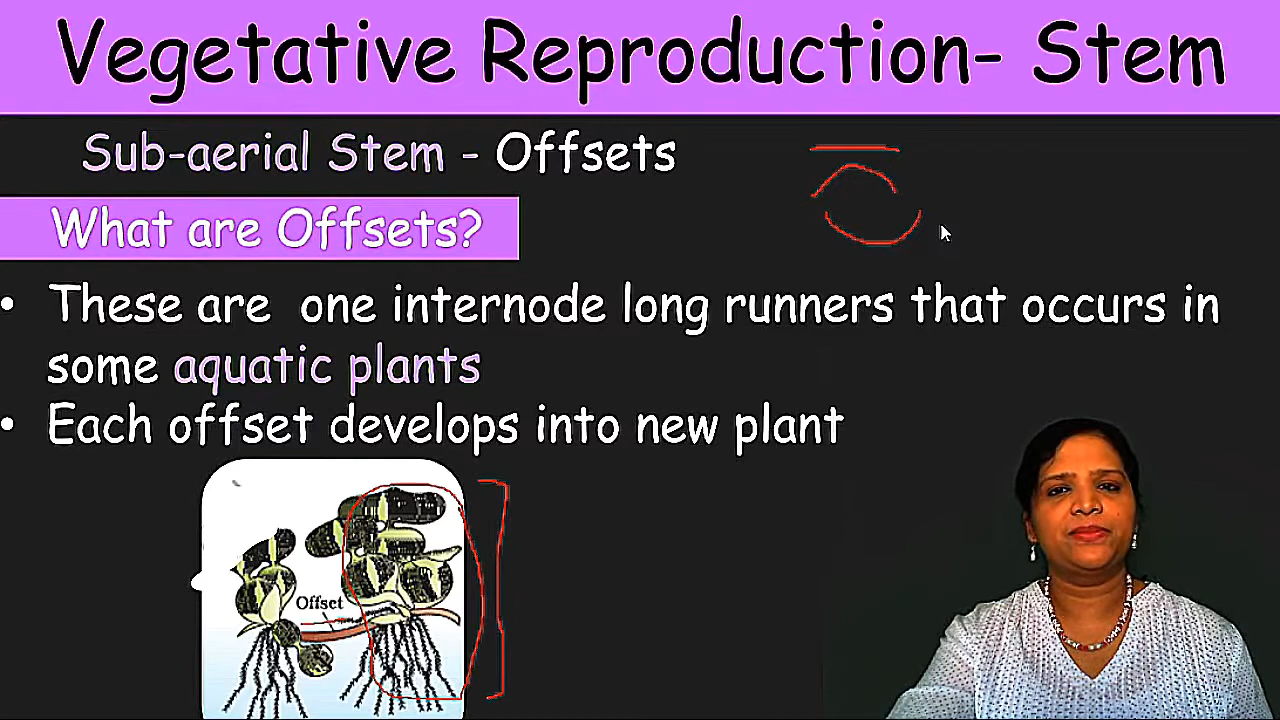 Vegetative Reproduction- Stem
Sub-aerial Stem - Offsets
What are Offsets?
• These are one internode long runners that occurs in
some aquatic plants
• Each offset develops into new plant
Offset